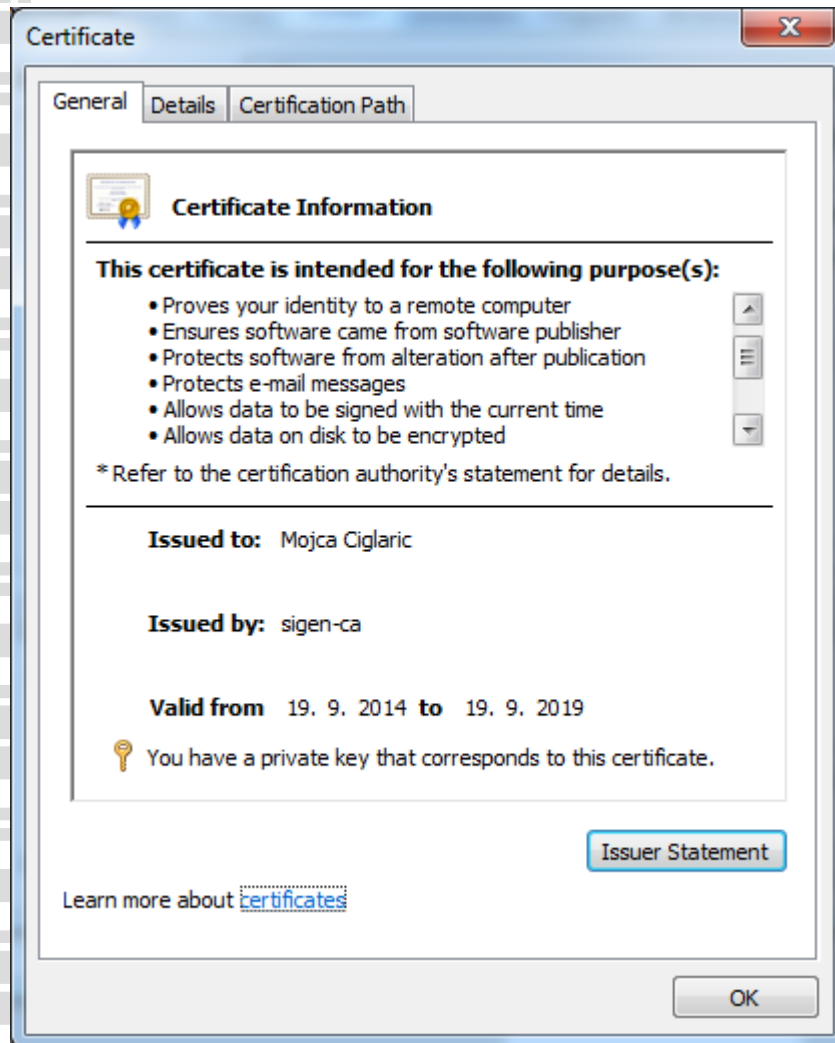 Certificate
General Details Certification Path
Certificate Information
This certificate is intended for the following purpose(s):
• Proves your identity to a remote computer
• Ensures software came from software publisher
• Protects software from alteration after publication
• Protects e-mail messages
• Allows data to be signed with the current time
• Allows data on disk to be encrypted
* Refer to the certification authority's statement for details.
Issued to: Mojca Ciglaric
Issued by: sigen-ca
Valid from 19. 9. 2014 to 19. 9. 2019
You have a private key that corresponds to this certificate.
Issuer Statement
Learn more about certificates
OK